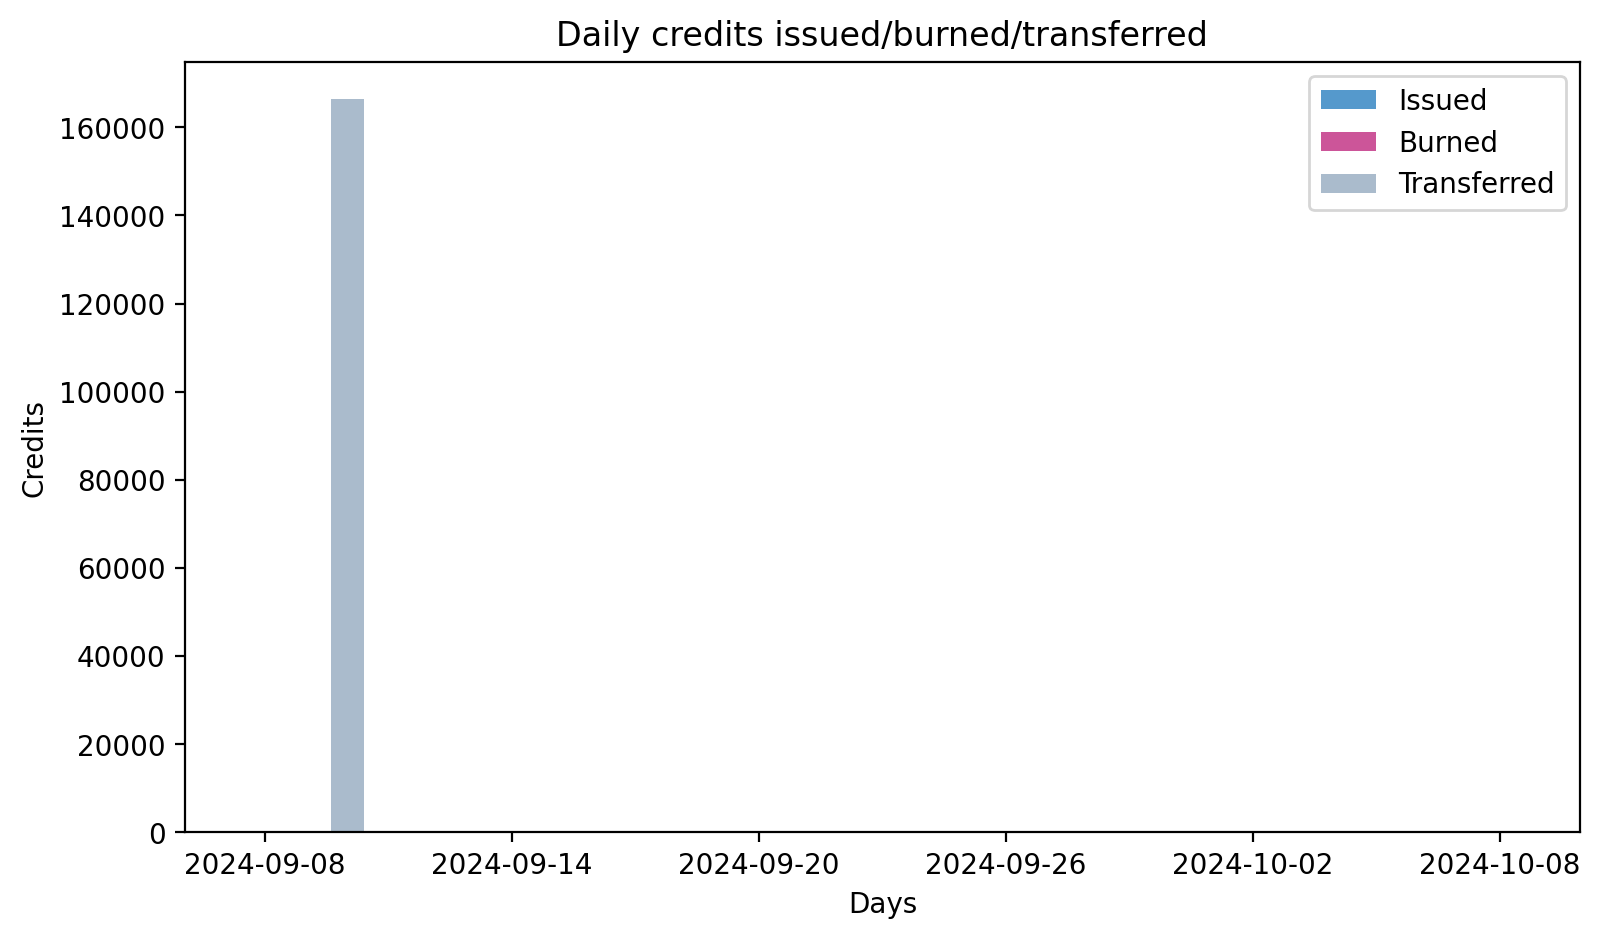 Daily credits issued/burned/transferred
Issued
Burned
Transferred
160000
140000
120000
100000
80000
60000
40000
20000
0
Credits
2024-09-08 2024-09-14 2024-09-20 2024-09-26 2024-10-02 2024-10-08
Days